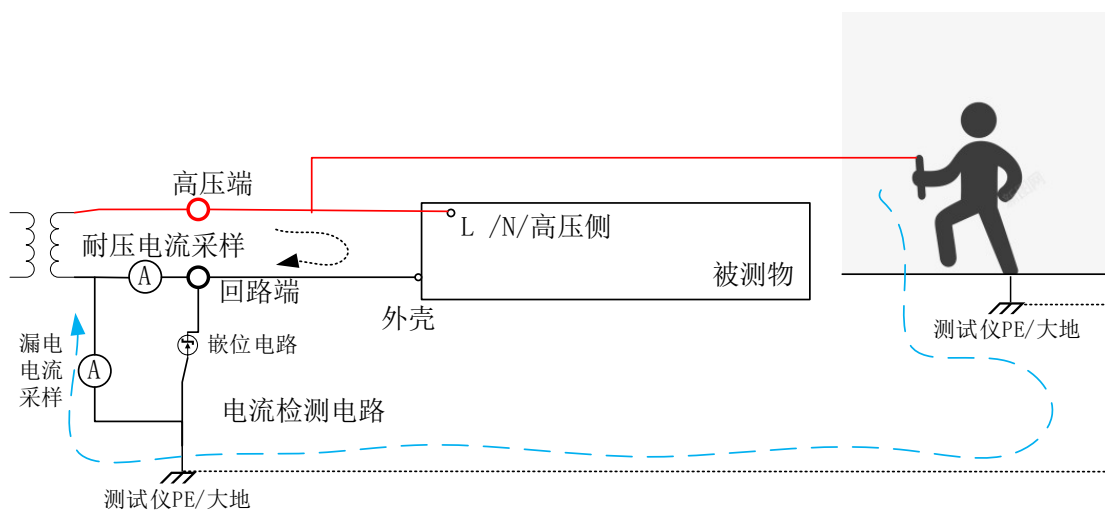 高压端
L /N/高压侧
耐压电流采样
A
回路端
被测物
外壳
测试仪PE/大地
漏电
电流
采样
A
嵌位电路
电流检测电路
测试仪PE/大地